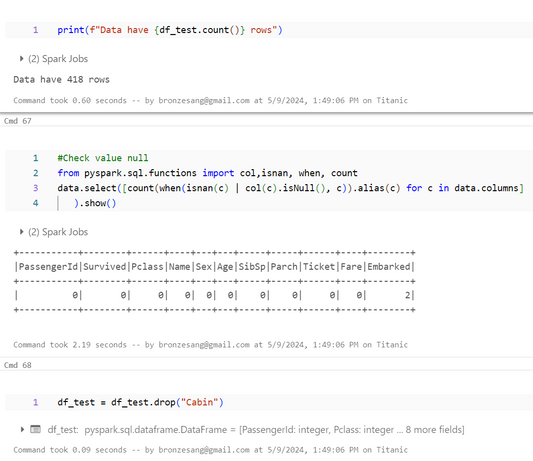 1 print(f"Data have {df_test.count()} rows")
(2) Spark Jobs
Data have 418 rows
Command took 0.60 seconds -- by bronzesang@gmail.com at 5/9/2024, 1:49:06 PM on Titanic
Cmd 67
1 #Check value null
2 from pyspark.sql.functions import col,isnan, when, count
3 data.select([count(when(isnan(c) | col(c).isNull(), c)).alias(c) for c in data.columns]
4 ).show()
(2) Spark Jobs
+-----------+--------+------+----+---+---+-----+-----+------+----+--------+
|PassengerId|Survived|Pclass|Name|Sex|Age|SibSp|Parch|Ticket|Fare|Embarked|
+-----------+--------+------+----+---+---+-----+-----+------+----+--------+
| 0| 0| 0| 0| 0| 0| 0| 0| 0| 0| 2|
+-----------+--------+------+----+---+---+-----+-----+------+----+--------+
Command took 2.19 seconds -- by bronzesang@gmail.com at 5/9/2024, 1:49:06 PM on Titanic
Cmd 68
1 df_test = df_test.drop("Cabin")
df_test: pyspark.sql.dataframe.DataFrame = [PassengerId: integer, Pclass: integer ... 8 more fields]
Command took 0.09 seconds -- by bronzesang@gmail.com at 5/9/2024, 1:49:06 PM on Titanic